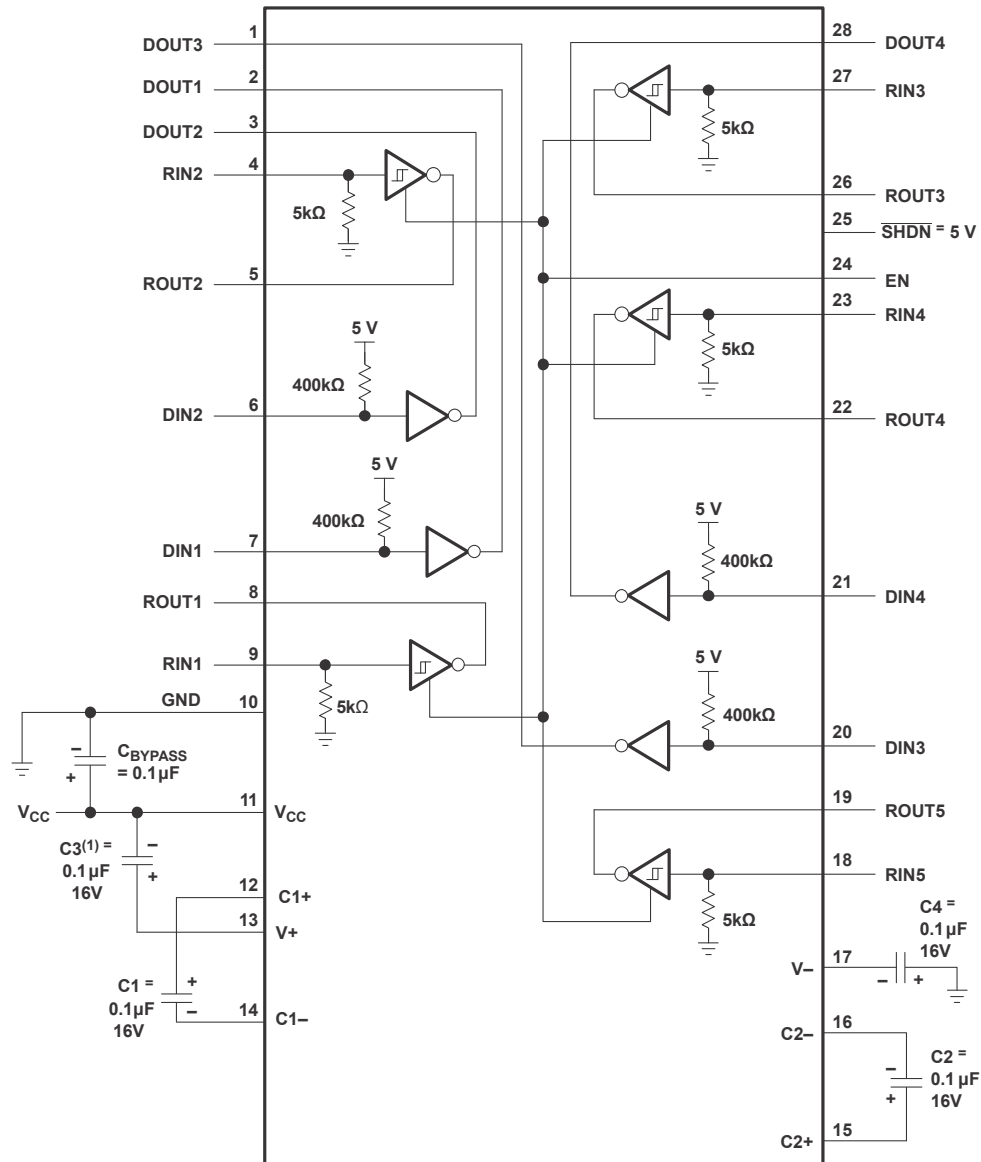 DOUT3 1
DOUT1 2
DOUT2 3
RIN2 4
5kΩ
ROUT2 5
5 V
400kΩ
DIN2 6
5 V
400kΩ
DIN1 7
ROUT1 8
RIN1 9
5kΩ
GND 10
–
+
CBYPASS
= 0.1µF
VCC 11 VCC
C3(1) =
0.1µF
16V
–
+
12 C1+
13 V+
C1 =
0.1µF
16V
+
–
14 C1–
28 DOUT4
27 RIN3
5kΩ
26 ROUT3
25 SHDN = 5 V
24 EN
23 RIN4
5kΩ
22 ROUT4
5 V
400kΩ
21 DIN4
5 V
400kΩ
20 DIN3
19 ROUT5
18 RIN5
5kΩ
C4 =
0.1µF
16V
V– 17
– +
C2– 16
–
+
C2 =
0.1µF
16V
C2+ 15